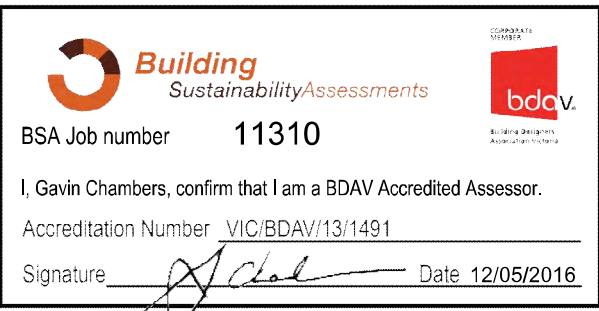 CORPORATE
MEMBER
Building
SustainabilityAssessments
bdav.
Building Designers
Association Victoria
BSA Job number 11310
I, Gavin Chambers, confirm that I am a BDAV Accredited Assessor.
Accreditation Number VIC/BDAV/13/1491
Signature Date 12/05/2016